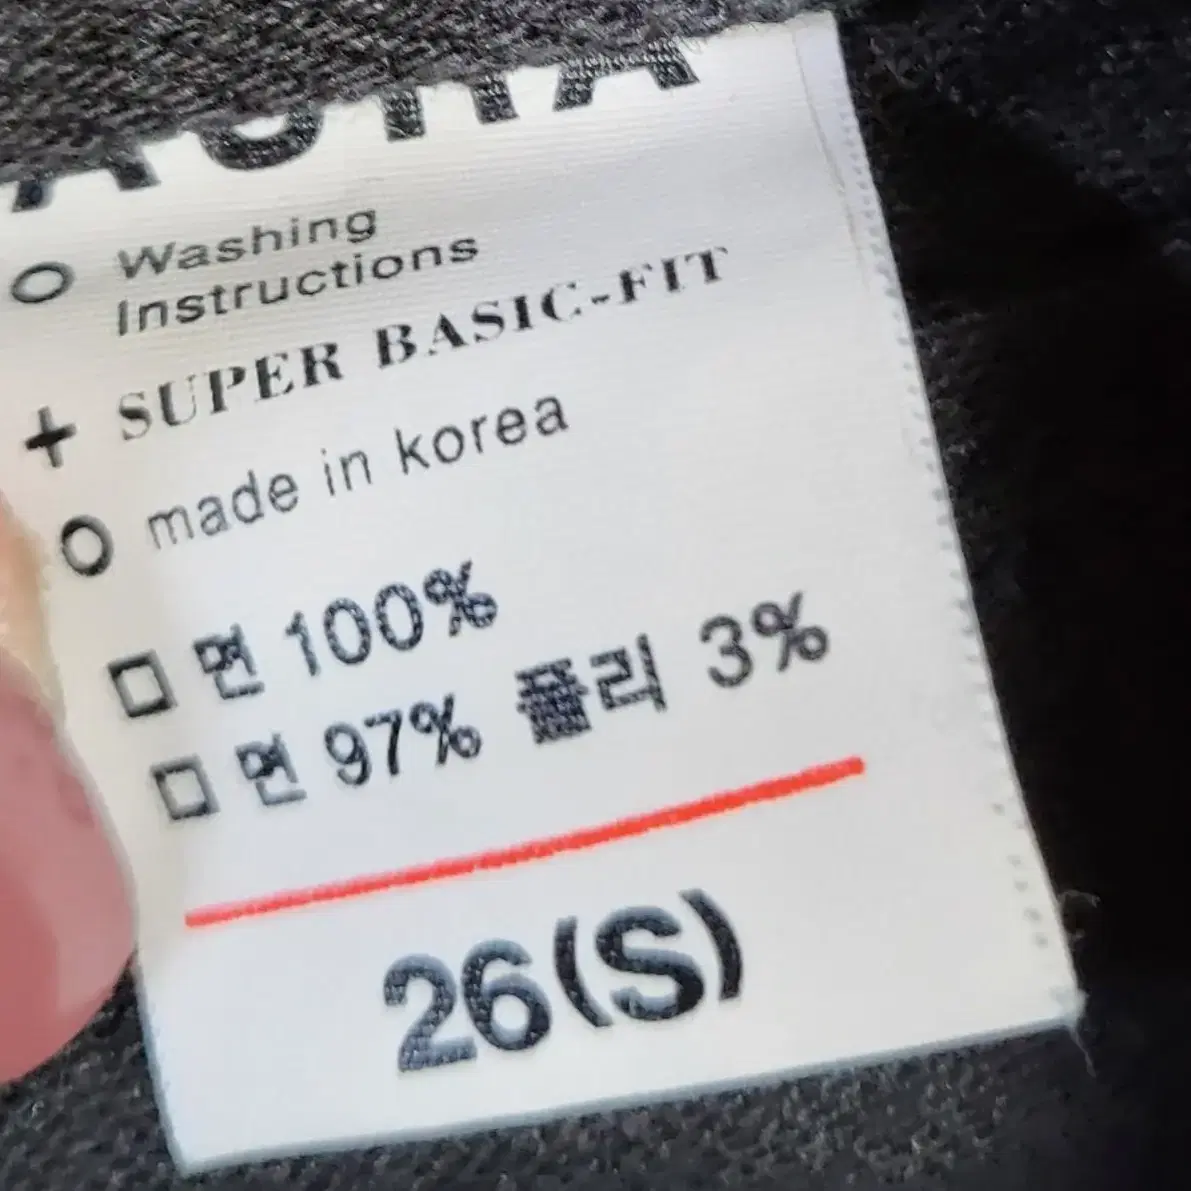 Washing
Instructions
+ SUPER BASIC-FIT
made in korea
□ 면 100%
□ 면 97% 폴리 3%
26(S)